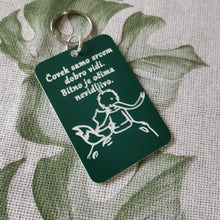 Čovek samo srcem
dobro vidi.
Bitno je očima
nevidljivo.